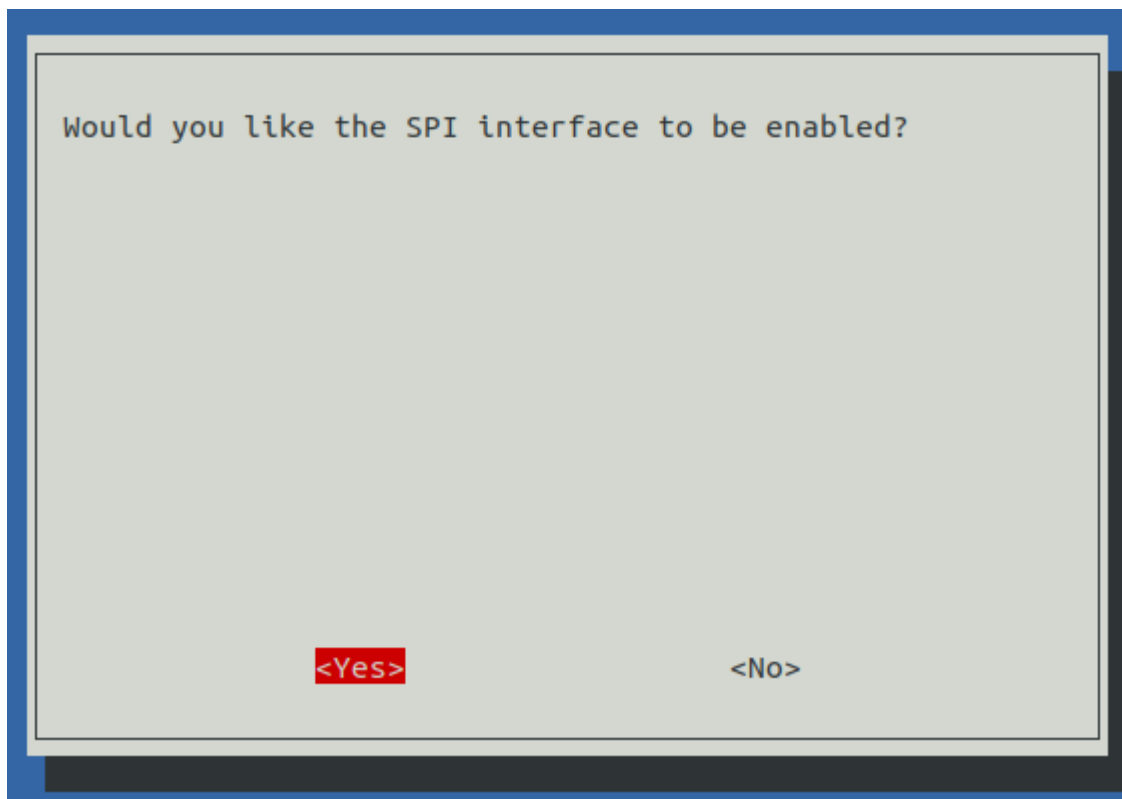 Would you like the SPI interface to be enabled?
<Yes> <No>